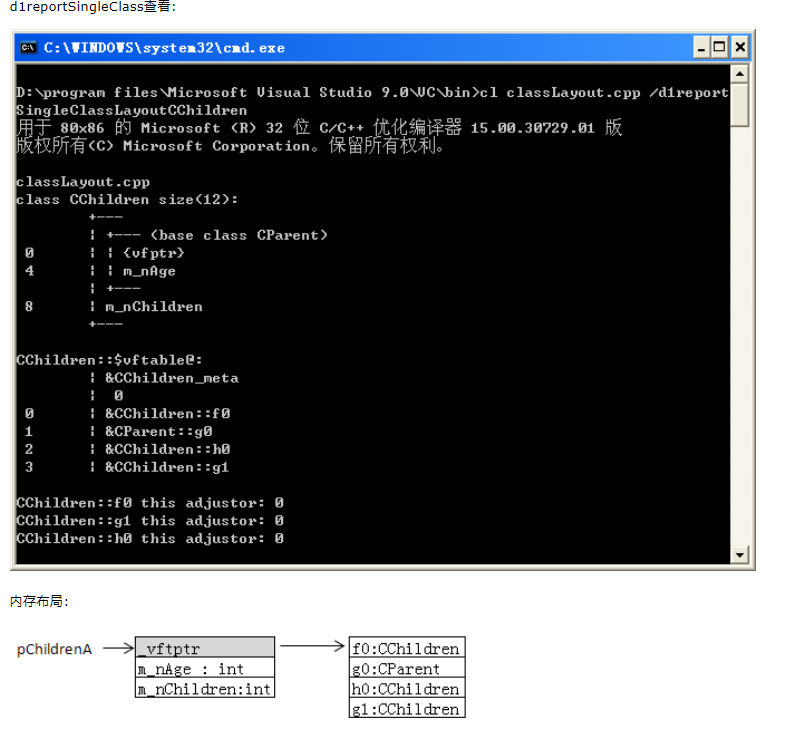 d1reportSingleClass查看:
C:\WINDOWS\system32\cmd.exe
D:\program files\Microsoft Visual Studio 9.0\VC\bin>cl classLayout.cpp /d1report
SingleClassLayoutCChildren
用于 80x86 的 Microsoft (R) 32 位 C/C++ 优化编译器 15.00.30729.01 版
版权所有(C) Microsoft Corporation。保留所有权利。
classLayout.cpp
class CChildren size(12):
+---
| +--- (base class CParent)
0 | | {vfptr}
4 | | m_nAge
| +---
8 | m_nChildren
+---
CChildren::$vftable@:
| &CChildren_meta
| 0
0 | &CChildren::f0
1 | &CParent::g0
2 | &CChildren::h0
3 | &CChildren::g1
CChildren::f0 this adjustor: 0
CChildren::g1 this adjustor: 0
CChildren::h0 this adjustor: 0
内存布局:
pChildrenA _vftptr f0:CChildren
m_nAge : int g0:CParent
m_nChildren:int h0:CChildren
g1:CChildren